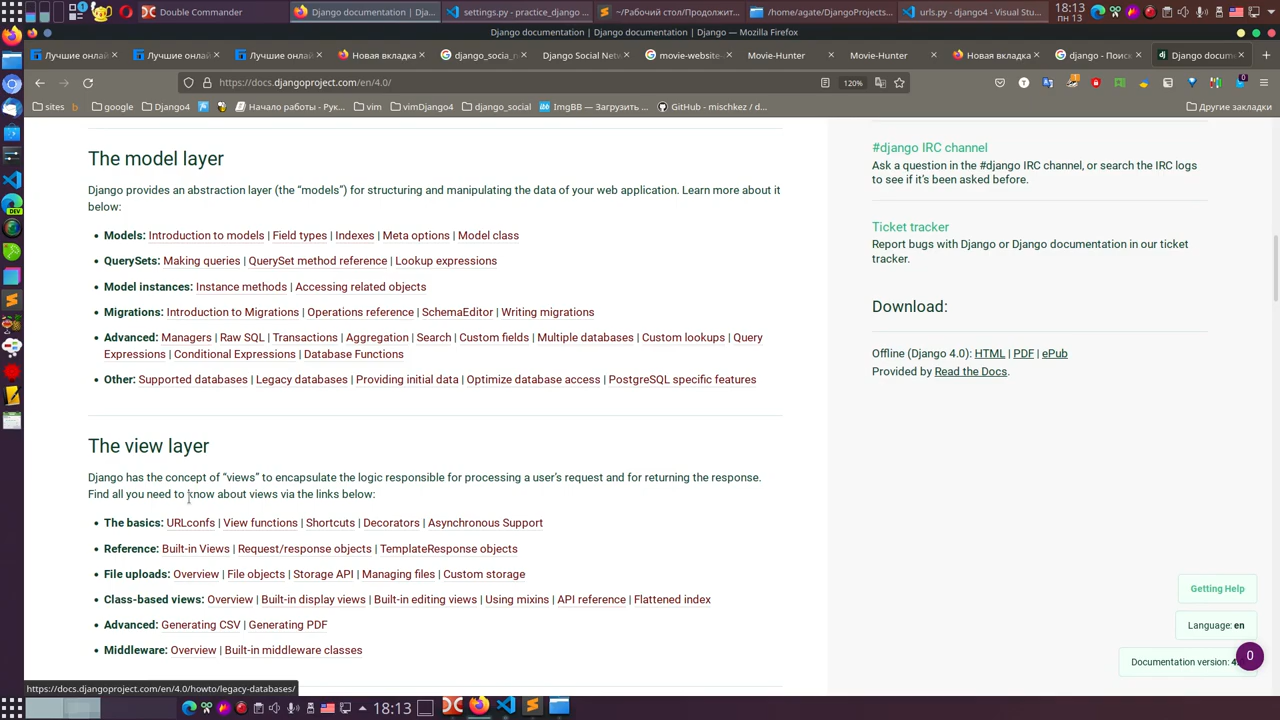 Double Commander
Django documentation | Dja...
settings.py - practice_django ...
~/Рабочий стол/Продолжит...
/home/agate/DjangoProjects...
urls.py - django4 - Visual Stu...
18:13
пн 13
Django documentation | Django documentation | Django — Mozilla Firefox
Лучшие онлай
Лучшие онлай
Лучшие онлай
Новая вкладка
django_socia_r
Django Social Net
movie-website-
Movie-Hunter
Movie-Hunter
Новая вкладка
django - Поис
Django docum
https://docs.djangoproject.com/en/4.0/
120%
sites
google
Django4
Начало работы - Рук...
vim
vimDjango4
django_social
ImgBB — Загрузить ...
GitHub - mischkez / d...
Другие закладки
The model layer
Django provides an abstraction layer (the “models”) for structuring and manipulating the data of your web application. Learn more about it
below:
Models: Introduction to models | Field types | Indexes | Meta options | Model class
QuerySets: Making queries | QuerySet method reference | Lookup expressions
Model instances: Instance methods | Accessing related objects
Migrations: Introduction to Migrations | Operations reference | SchemaEditor | Writing migrations
Advanced: Managers | Raw SQL | Transactions | Aggregation | Search | Custom fields | Multiple databases | Custom lookups | Query
Expressions | Conditional Expressions | Database Functions
Other: Supported databases | Legacy databases | Providing initial data | Optimize database access | PostgreSQL specific features
The view layer
Django has the concept of “views” to encapsulate the logic responsible for processing a user’s request and for returning the response.
Find all you need to know about views via the links below:
The basics: URLconfs | View functions | Shortcuts | Decorators | Asynchronous Support
Reference: Built-in Views | Request/response objects | TemplateResponse objects
File uploads: Overview | File objects | Storage API | Managing files | Custom storage
Class-based views: Overview | Built-in display views | Built-in editing views | Using mixins | API reference | Flattened index
Advanced: Generating CSV | Generating PDF
Middleware: Overview | Built-in middleware classes
#django IRC channel
Ask a question in the #django IRC channel, or search the IRC logs
to see if it’s been asked before.
Ticket tracker
Report bugs with Django or Django documentation in our ticket
tracker.
Download:
Offline (Django 4.0): HTML | PDF | ePub
Provided by Read the Docs.
Getting Help
Language: en
Documentation version: 4
0
https://docs.djangoproject.com/en/4.0/howto/legacy-databases/
18:13